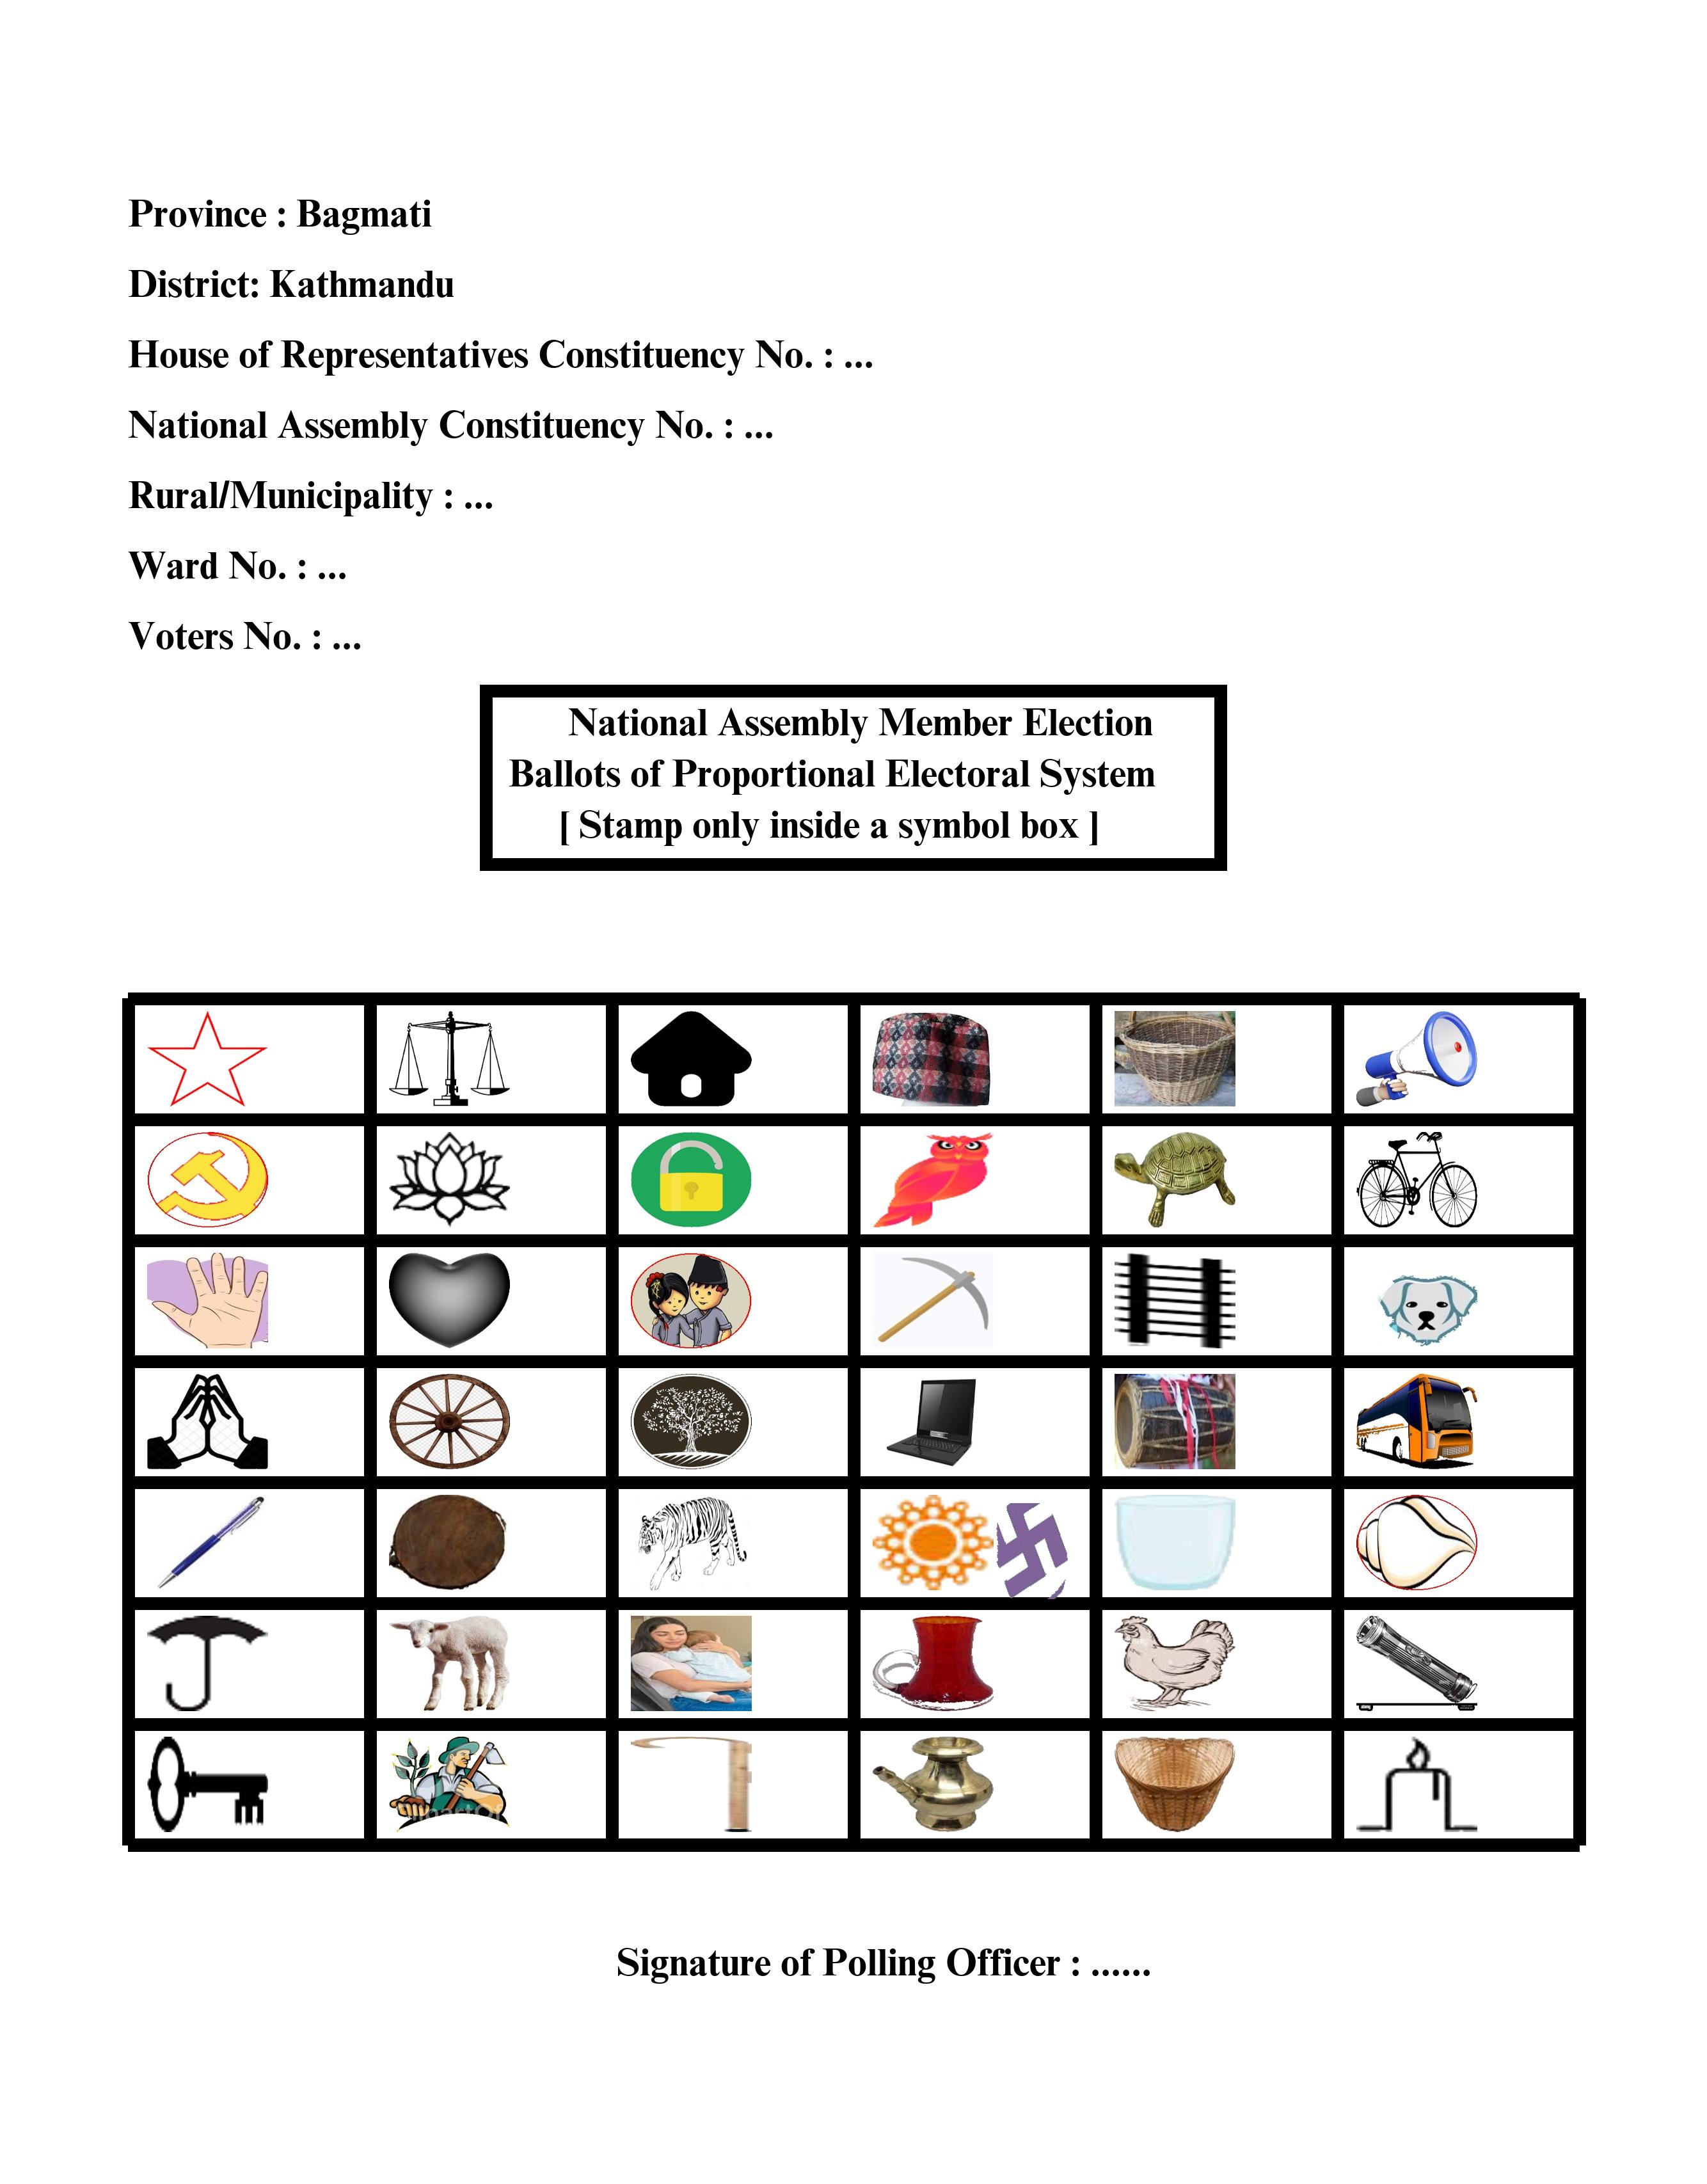 Province : Bagmati
District: Kathmandu
House of Representatives Constituency No. : ...
National Assembly Constituency No. : ...
Rural/Municipality : ...
Ward No. : ...
Voters No. : ...
National Assembly Member Election
Ballots of Proportional Electoral System
[ Stamp only inside a symbol box ]
Signature of Polling Officer : ......